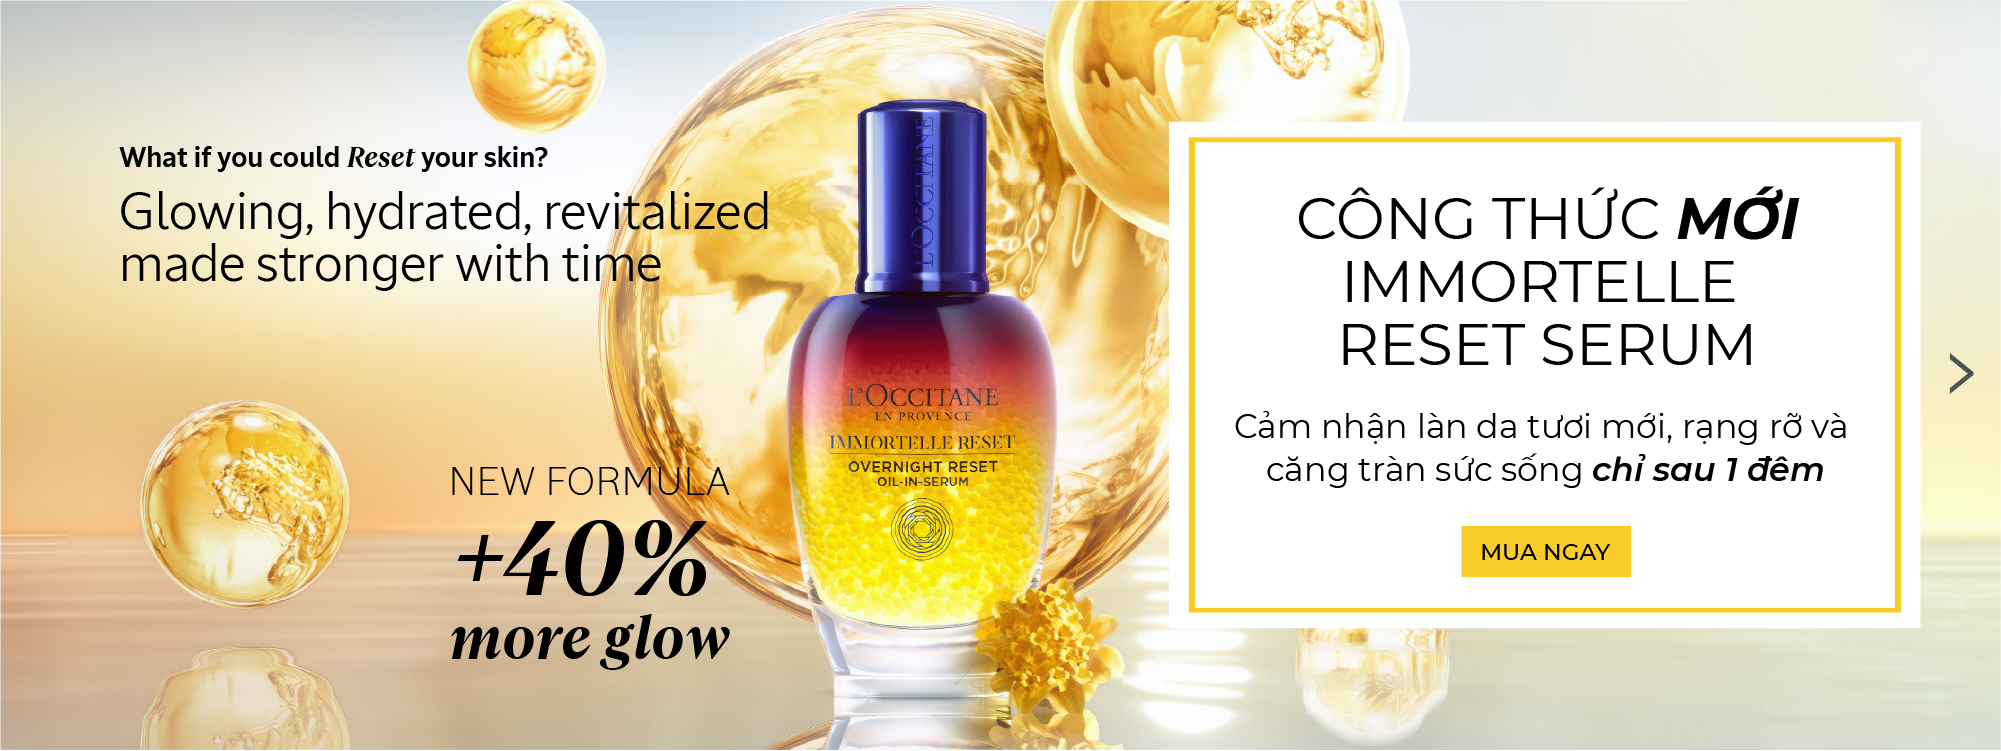 What if you could Reset your skin?
Glowing, hydrated, revitalized
made stronger with time
NEW FORMULA
+40%
more glow
L'OCCITANE
L'OCCITANE
EN PROVENCE
IMMORTELLE RESET
OVERNIGHT RESET
OIL-IN-SERUM
CÔNG THỨC MỚI
IMMORTELLE
RESET SERUM
Cảm nhận làn da tươi mới, rạng rỡ và
căng tràn sức sống chỉ sau 1 đêm
MUA NGAY